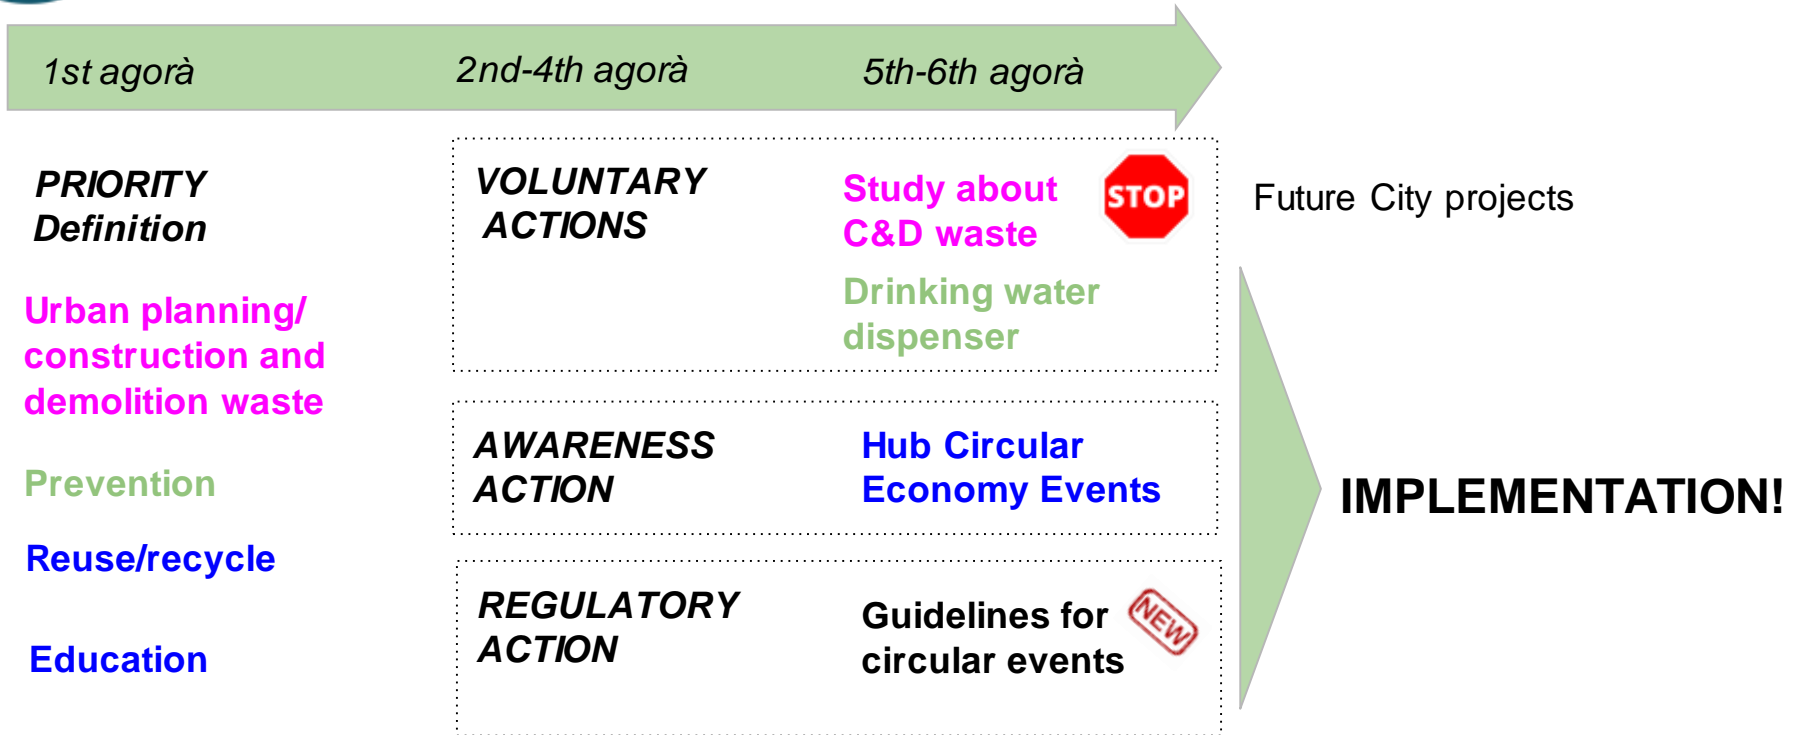 1st agorà
2nd-4th agorà
5th-6th agorà
PRIORITY
Definition
Urban planning/
construction and
demolition waste
Prevention
Reuse/recycle
Education
VOLUNTARY
ACTIONS
Study about
C&D waste
STOP
Drinking water
dispenser
AWARENESS
ACTION
Hub Circular
Economy Events
REGULATORY
ACTION
Guidelines for
circular events
NEW
Future City projects
IMPLEMENTATION!